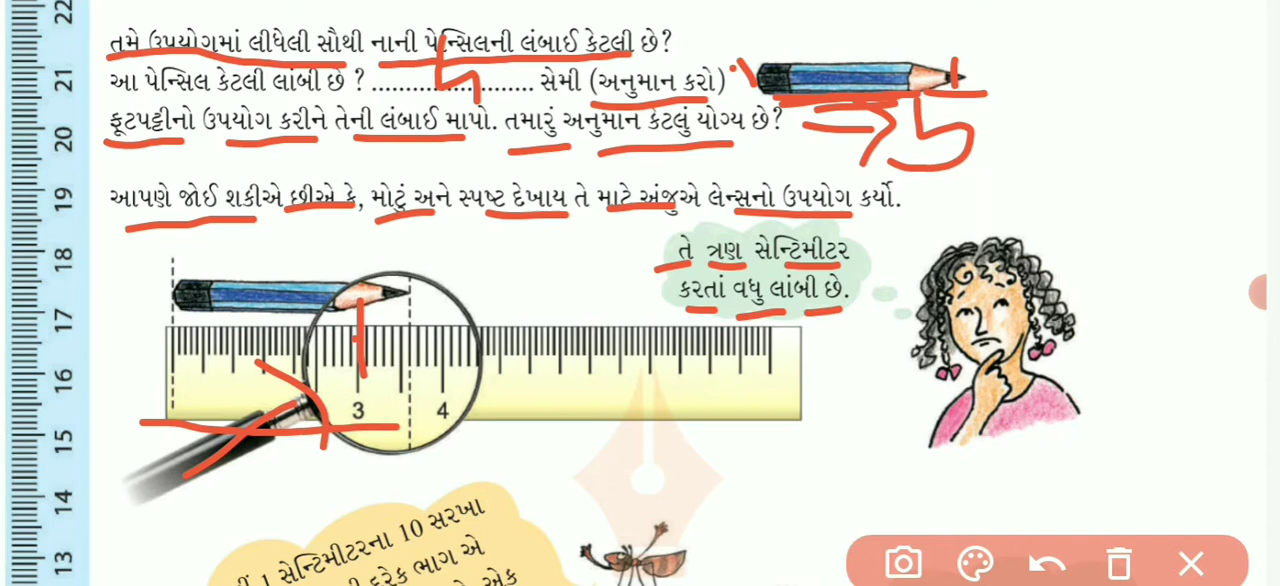 તમે ઉપયોગમાં લીધેલી સૌથી નાની પેન્સિલની લંબાઈ કેટલી છે?
આ પેન્સિલ કેટલી લાંબી છે ?........................ સેમી (અનુમાન કરો)
5
ફૂટપટ્ટીનો ઉપયોગ કરીને તેની લંબાઈ માપો. તમારું અનુમાન કેટલું યોગ્ય છે?
આપણે જોઈ શકીએ છીએ કે, મોટું અને સ્પષ્ટ દેખાય તે માટે અંજુએ લેન્સનો ઉપયોગ કર્યો.
તે ત્રણ સેન્ટિમીટર
કરતાં વધુ લાંબી છે.
3 4
સેન્ટિમીટરના 10 સરખા
દરેક ભાગ એ
22
21
20
19
18
17
16
15
14
13